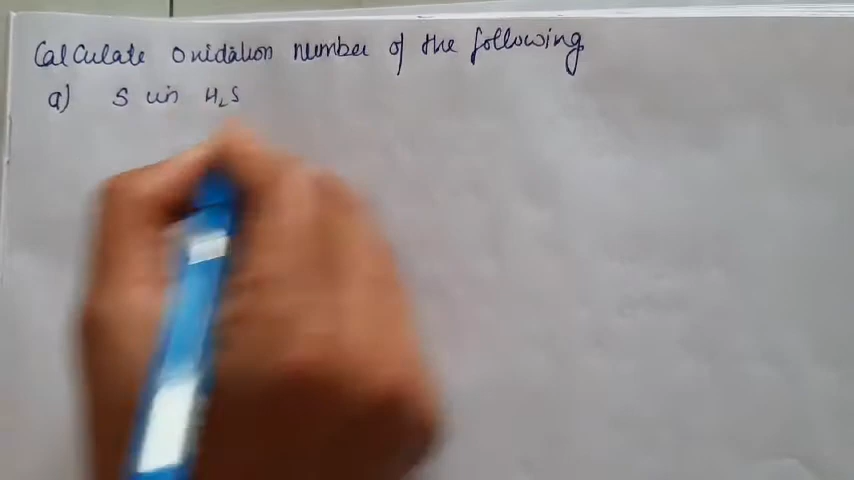 Calculate oxidation number of the following
a) S in H₂S